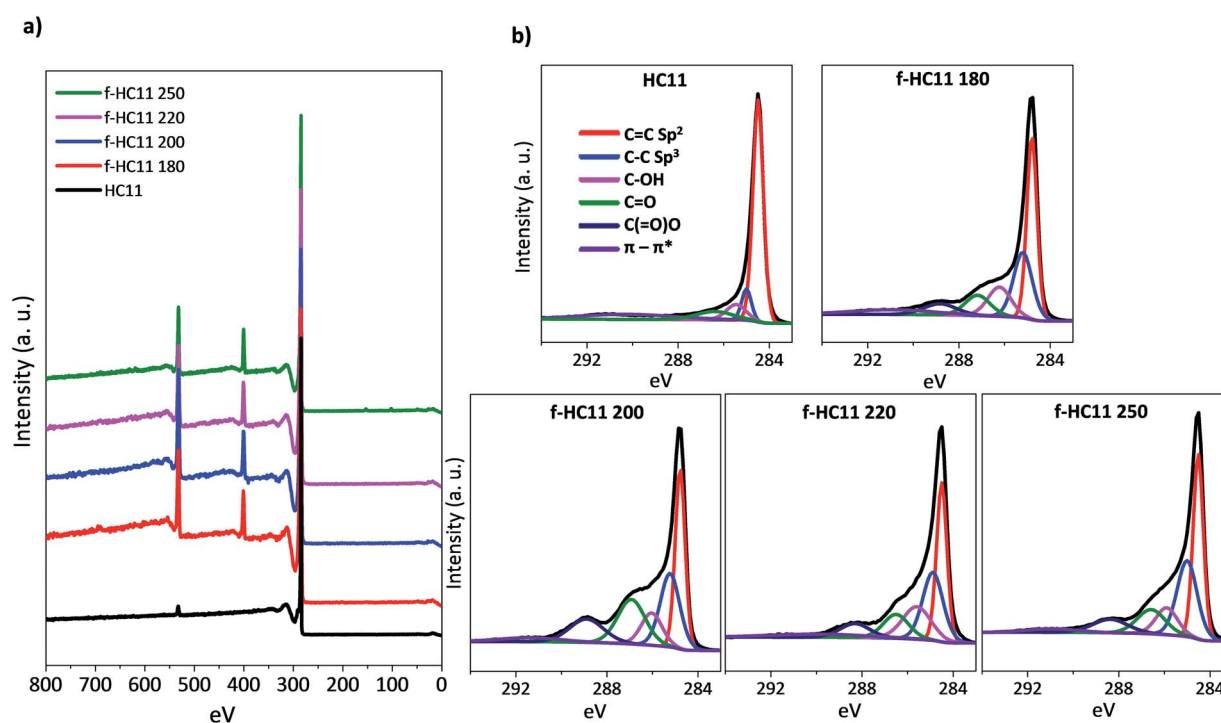 a)
f-HC11 250
f-HC11 220
f-HC11 200
f-HC11 180
HC11
Intensity (a. u.)
800 700 600 500 400 300 200 100 0
eV
b)
HC11
C=C Sp²
C-C Sp³
C-OH
C=O
C(=O)O
π – π*
Intensity (a. u.)
292 288 284
eV
f-HC11 180
292 288 284
eV
Intensity (a. u.)
f-HC11 200
292 288 284
eV
f-HC11 220
292 288 284
eV
f-HC11 250
292 288 284
eV